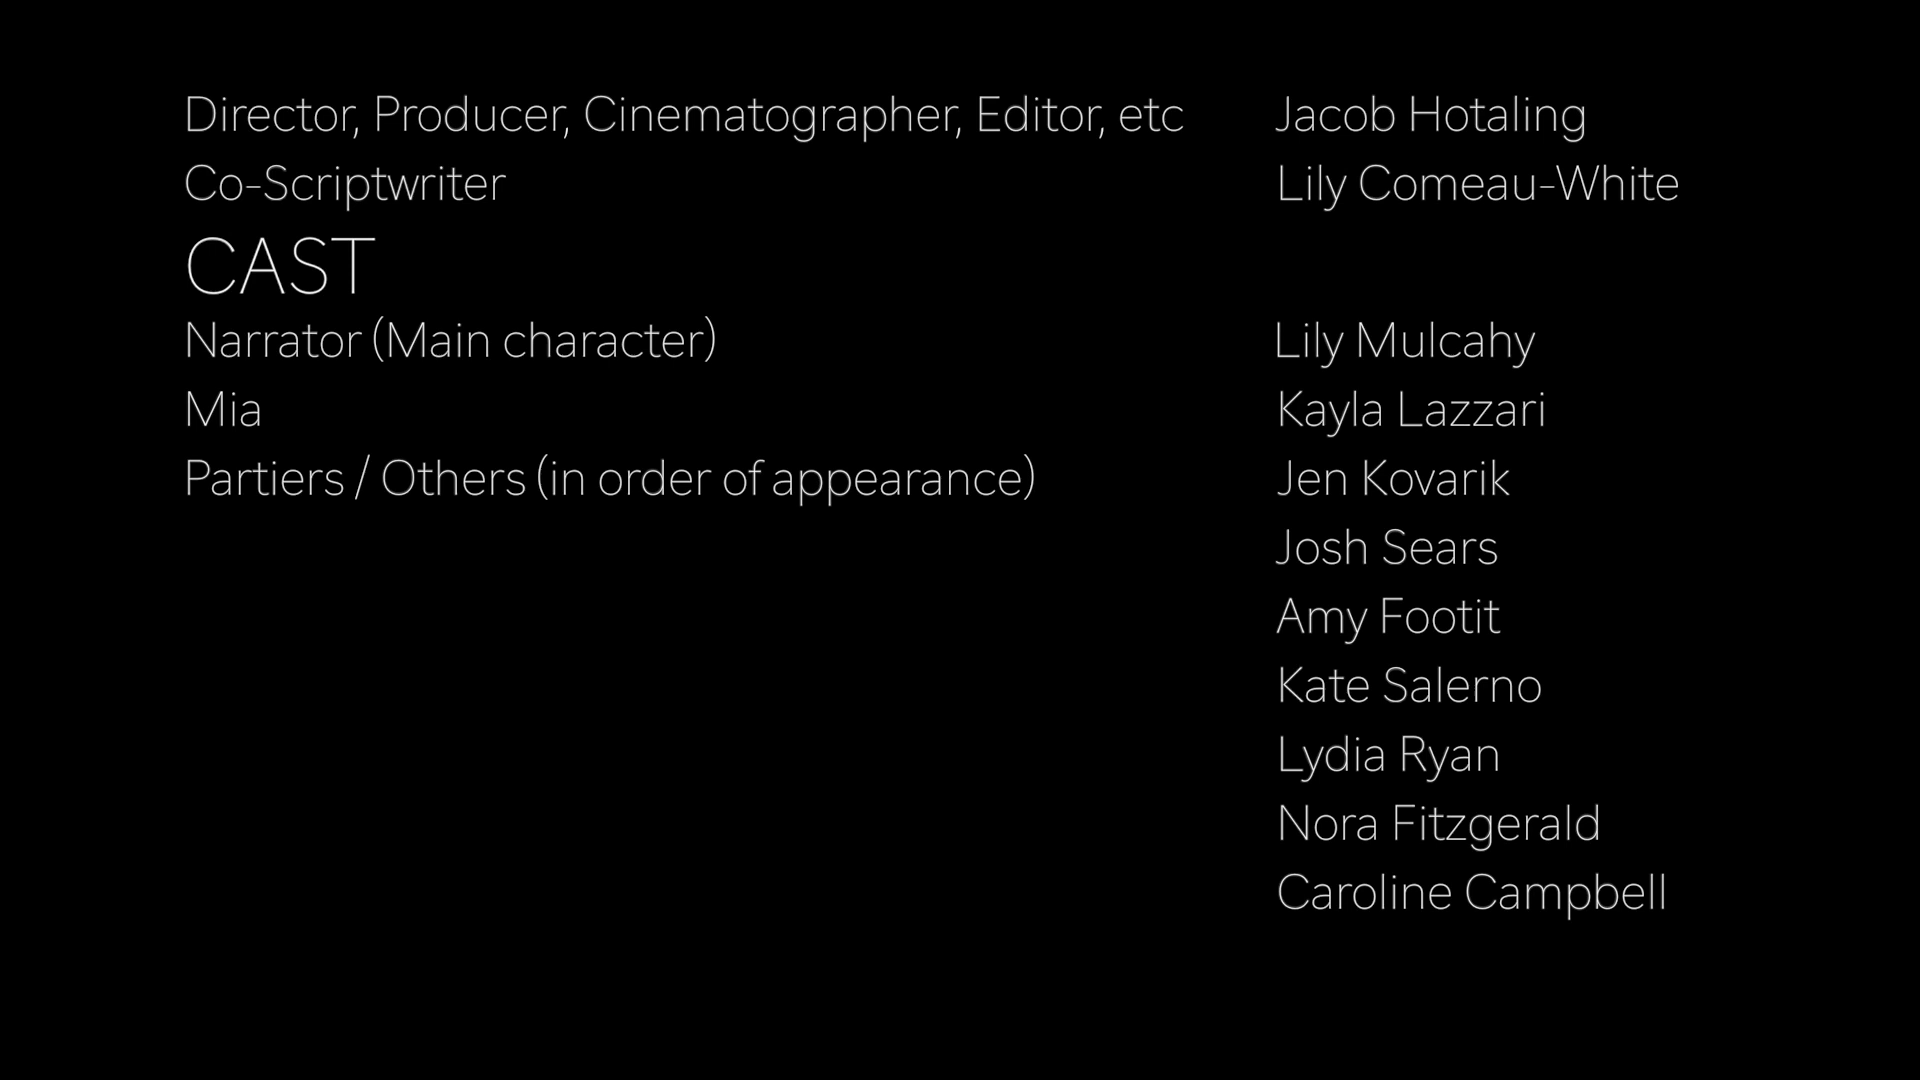 Director, Producer, Cinematographer, Editor, etc Jacob Hotaling
Co-Scriptwriter Lily Comeau-White
CAST
Narrator (Main character) Lily Mulcahy
Mia Kayla Lazzari
Partiers / Others (in order of appearance) Jen Kovarik
Josh Sears
Amy Footit
Kate Salerno
Lydia Ryan
Nora Fitzgerald
Caroline Campbell